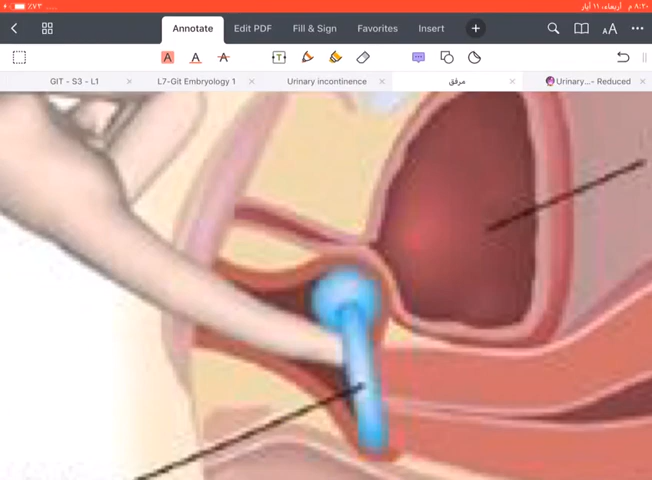 ٨:٢٠ م أربعاء، ١١ أيار
٧٣٪
Annotate Edit PDF Fill & Sign Favorites Insert
A A A T AA
GIT - S3 - L1
L7-Git Embryology 1
Urinary incontinence
مرفق
Urinary...- Reduced